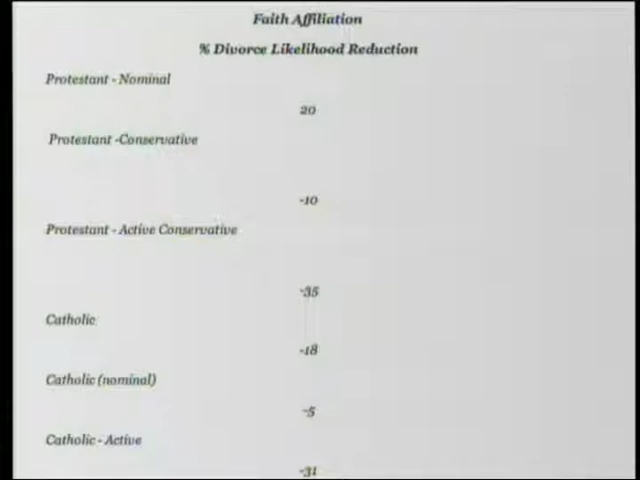 Faith Affiliation
% Divorce Likelihood Reduction
Protestant - Nominal
20
Protestant -Conservative
-10
Protestant - Active Conservative
-35
Catholic
-18
Catholic (nominal)
-5
Catholic - Active
-31